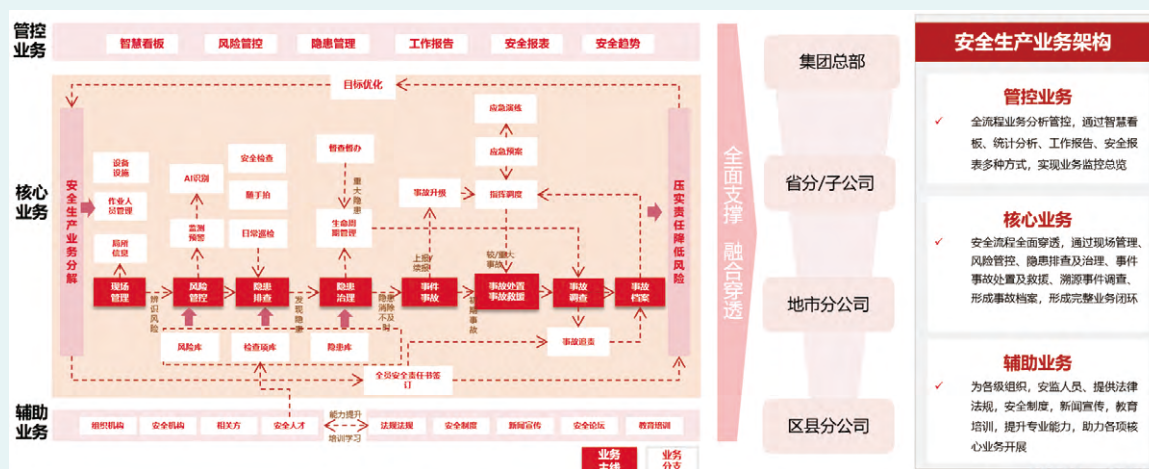 管控
业务
智慧看板
风险管控
隐患管理
工作报告
安全报表
安全趋势
核心
业务
目标优化
安全生产业务分解
压实责任降低风险
设备
设施
作业人
员管理
局所
信息
AI识别
监测
预警
安全检查
随手拍
日常巡检
督查督办
重大隐患
生命周
期管理
事故升级
上报/
续报
应急演练
应急预案
指挥调度
较/重大
事故
现场
管理
辨识风险
风险
管控
隐患
排查
发现隐患
隐患
治理
隐患
消除
不及
时
事件
事故
事故处置
事故救援
事故
调查
事故
档案
风险库
检查项库
隐患库
事故追责
全员安全责任书签
订
辅助
业务
组织机构
安全机构
相关方
安全人才
能力提升
培训学习
法规法规
安全制度
新闻宣传
安全论坛
教育培训
业务
主线
业务
分支
全面支撑 融合穿透
集团总部
省分/子公司
地市分公司
区县分公司
安全生产业务架构
管控业务
✓ 全流程业务分析管控，通过智慧看
板、统计分析、工作报告、安全报
表多种方式，实现业务监控总览
核心业务
✓ 安全流程全面穿透，通过现场管理、
风险管控、隐患排查及治理、事件
事故处置及救援、溯源事件调查、
形成事故档案，形成完整业务闭环
辅助业务
✓ 为各级组织，安监人员、提供法律
法规，安全制度，新闻宣传，教育
培训，提升专业能力，助力各项核
心业务开展